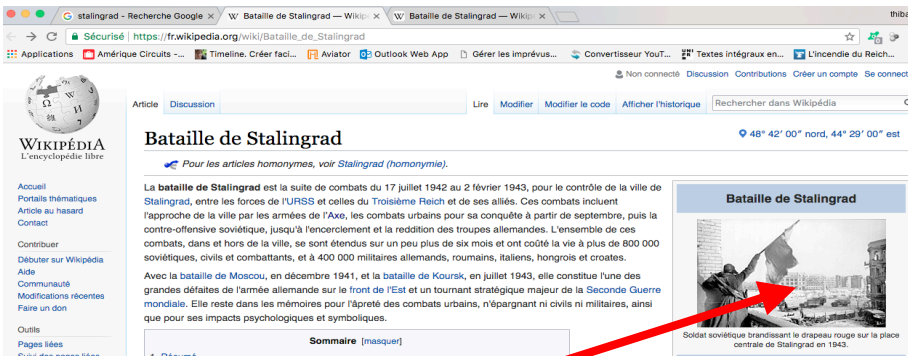 stalingrad - Recherche Google
Bataille de Stalingrad — Wiki
Bataille de Stalingrad — Wiki
thiba
Sécurisé | https://fr.wikipedia.org/wiki/Bataille_de_Stalingrad
Applications Amérique Circuits -... Timeline. Créer faci... Aviator Outlook Web App Gérer les imprévus... Convertisseur YouT... Textes intégraux en... L'incendie du Reich...
Non connecté Discussion Contributions Créer un compte Se connect
Article Discussion Lire Modifier Modifier le code Afficher l'historique Rechercher dans Wikipédia
WIKIPÉDIA
L'encyclopédie libre
Accueil
Portails thématiques
Article au hasard
Contact
Contribuer
Débuter sur Wikipédia
Aide
Communauté
Modifications récentes
Faire un don
Outils
Pages liées
Suivi des pages liées
Bataille de Stalingrad
48° 42′ 00″ nord, 44° 29′ 00″ est
Pour les articles homonymes, voir Stalingrad (homonymie).
La bataille de Stalingrad est la suite de combats du 17 juillet 1942 au 2 février 1943, pour le contrôle de la ville de
Stalingrad, entre les forces de l'URSS et celles du Troisième Reich et de ses alliés. Ces combats incluent
l'approche de la ville par les armées de l'Axe, les combats urbains pour sa conquête à partir de septembre, puis la
contre-offensive soviétique, jusqu'à l'encerclement et la reddition des troupes allemandes. L'ensemble de ces
combats, dans et hors de la ville, se sont étendus sur un peu plus de six mois et ont coûté la vie à plus de 800 000
soviétiques, civils et combattants, et à 400 000 militaires allemands, roumains, italiens, hongrois et croates.
Avec la bataille de Moscou, en décembre 1941, et la bataille de Koursk, en juillet 1943, elle constitue l'une des
grandes défaites de l'armée allemande sur le front de l'Est et un tournant stratégique majeur de la Seconde Guerre
mondiale. Elle reste dans les mémoires pour l'âpreté des combats urbains, n'épargnant ni civils ni militaires, ainsi
que pour ses impacts psychologiques et symboliques.
Sommaire [masquer]
1 Résumé
Bataille de Stalingrad
Soldat soviétique brandissant le drapeau rouge sur la place
centrale de Stalingrad en 1943.